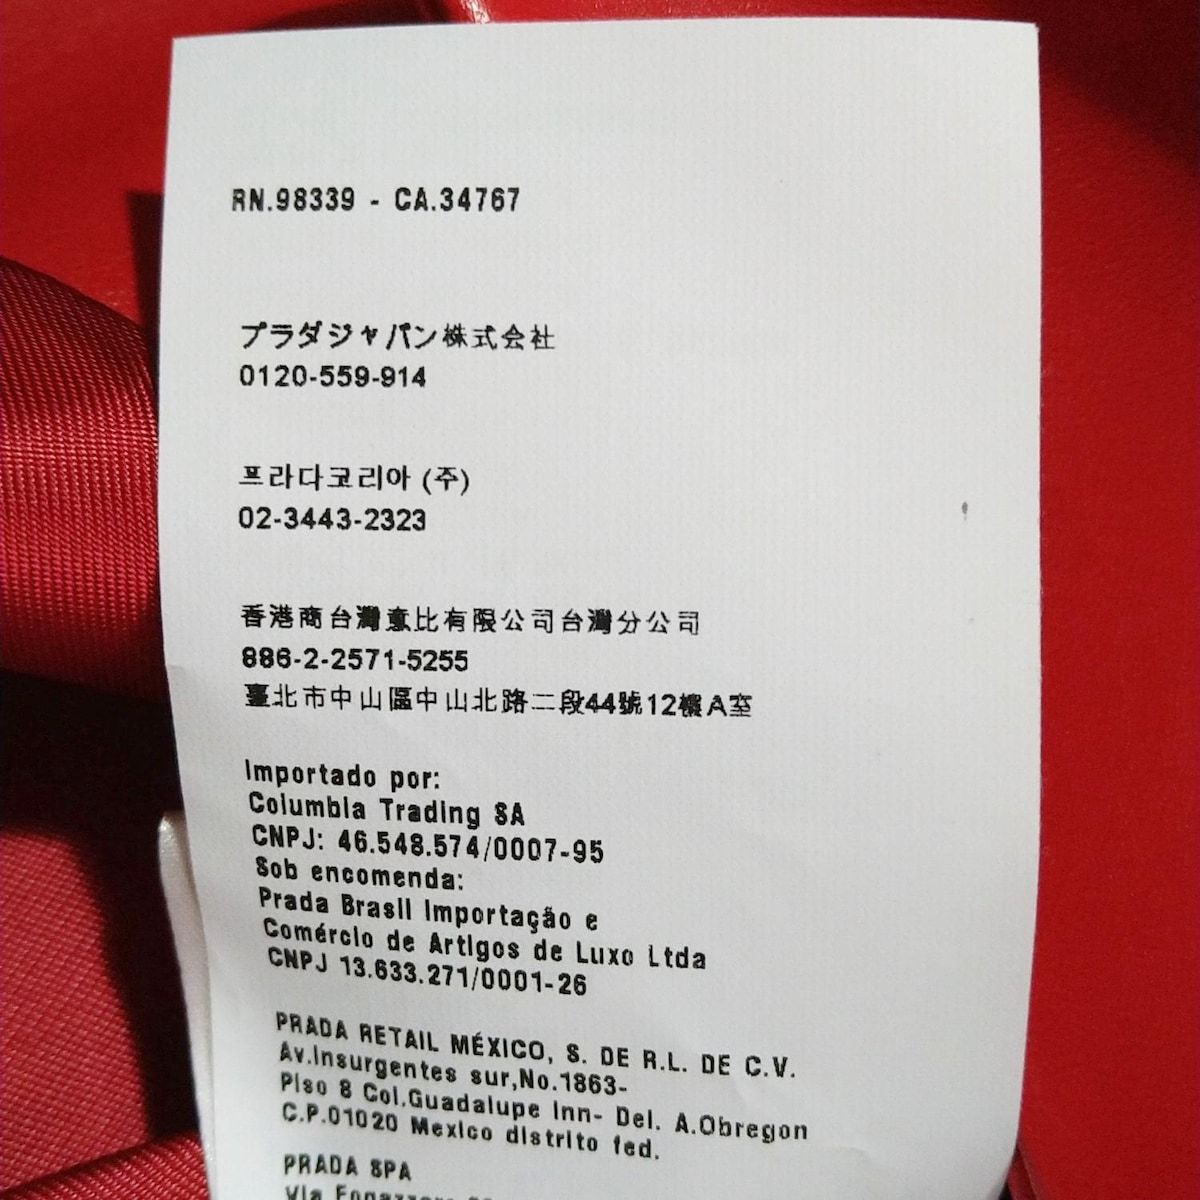 RN.98339 - CA.34767
プラダジャパン株式会社
0120-559-914
프라다코리아 (주)
02-3443-2323
香港商台灣意比有限公司台灣分公司
886-2-2571-5255
臺北市中山區中山北路二段44號12樓A室
Importado por:
Columbia Trading SA
CNPJ: 46.548.574/0007-95
Sob encomenda:
Prada Brasil Importação e
Comércio de Artigos de Luxo Ltda
CNPJ 13.633.271/0001-26
PRADA RETAIL MÉXICO, S. DE R.L. DE C.V.
Av.Insurgentes sur,No.1863-
Piso 8 Col.Guadalupe Inn- Del. A.Obregon
C.P.01020 Mexico distrito fed.
PRADA SPA
Via